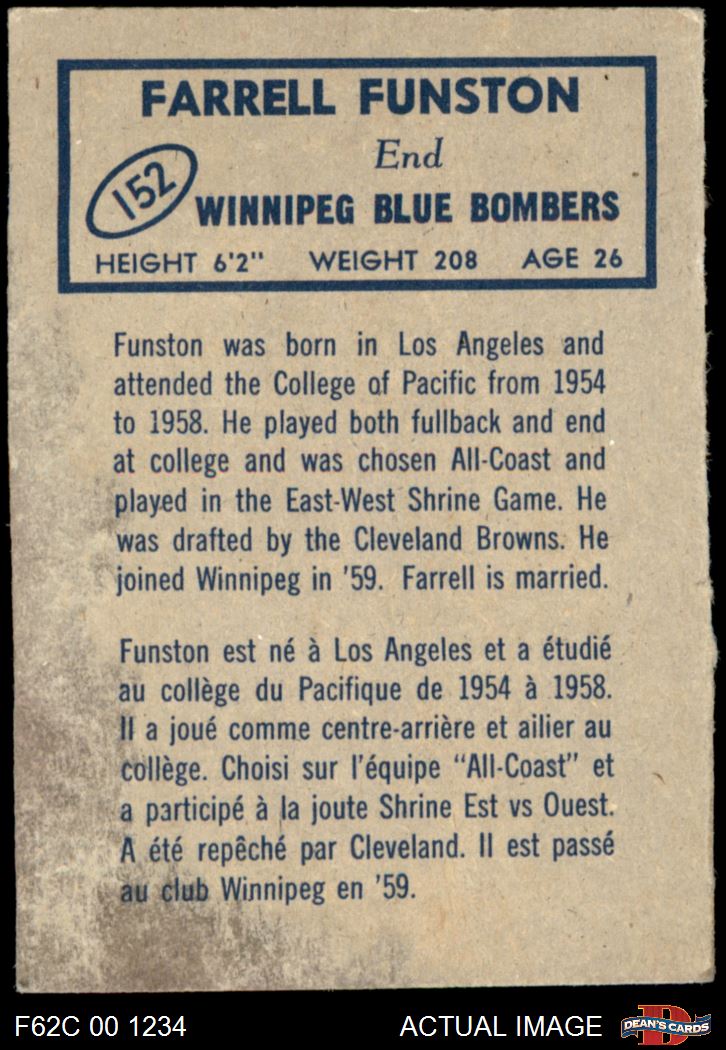 FARRELL FUNSTON
End
152
WINNIPEG BLUE BOMBERS
HEIGHT 6'2" WEIGHT 208 AGE 26
Funston was born in Los Angeles and
attended the College of Pacific from 1954
to 1958. He played both fullback and end
at college and was chosen All-Coast and
played in the East-West Shrine Game. He
was drafted by the Cleveland Browns. He
joined Winnipeg in '59. Farrell is married.
Funston est né à Los Angeles et a étudié
au collège du Pacifique de 1954 à 1958.
Il a joué comme centre-arrière et ailier au
collège. Choisi sur l'équipe "All-Coast" et
a participé à la joute Shrine Est vs Ouest.
A été repêché par Cleveland. Il est passé
au club Winnipeg en '59.
F62C 00 1234 ACTUAL IMAGE
D
DEAN'S CARDS